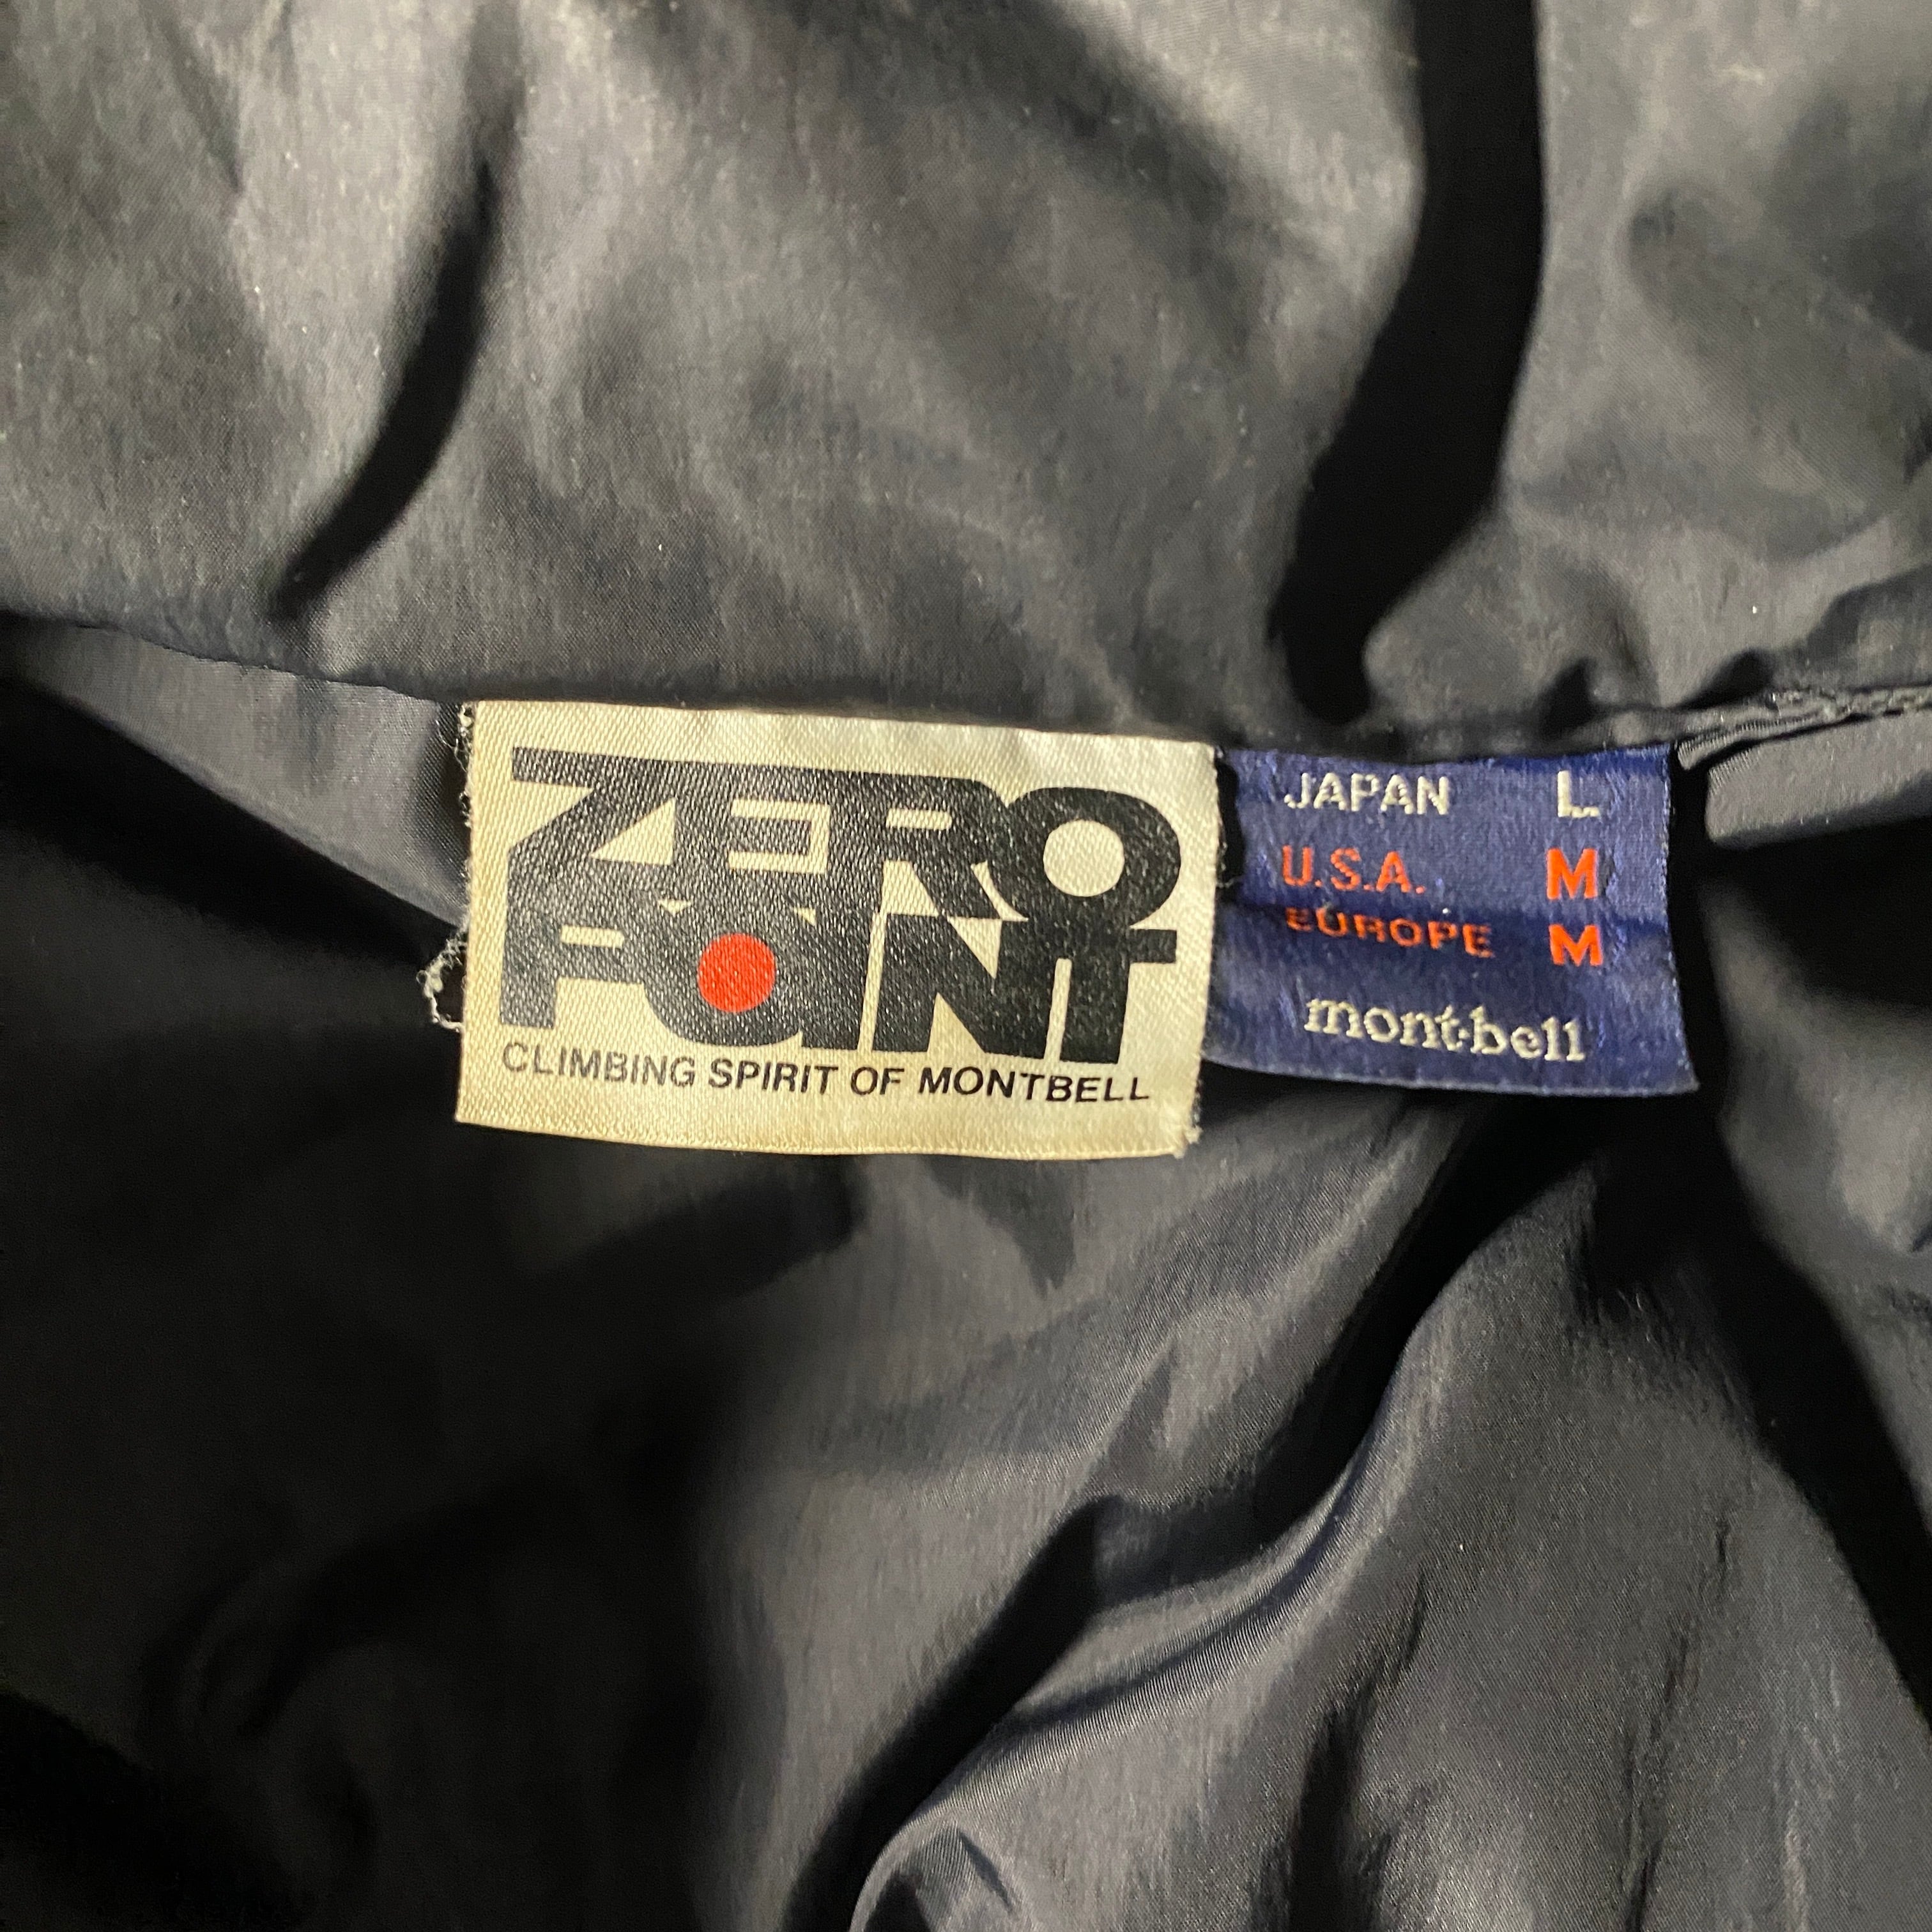 ZERO
POINT
CLIMBING SPIRIT OF MONTBELL
JAPAN L
U.S.A. M
EUROPE M
mont·bell